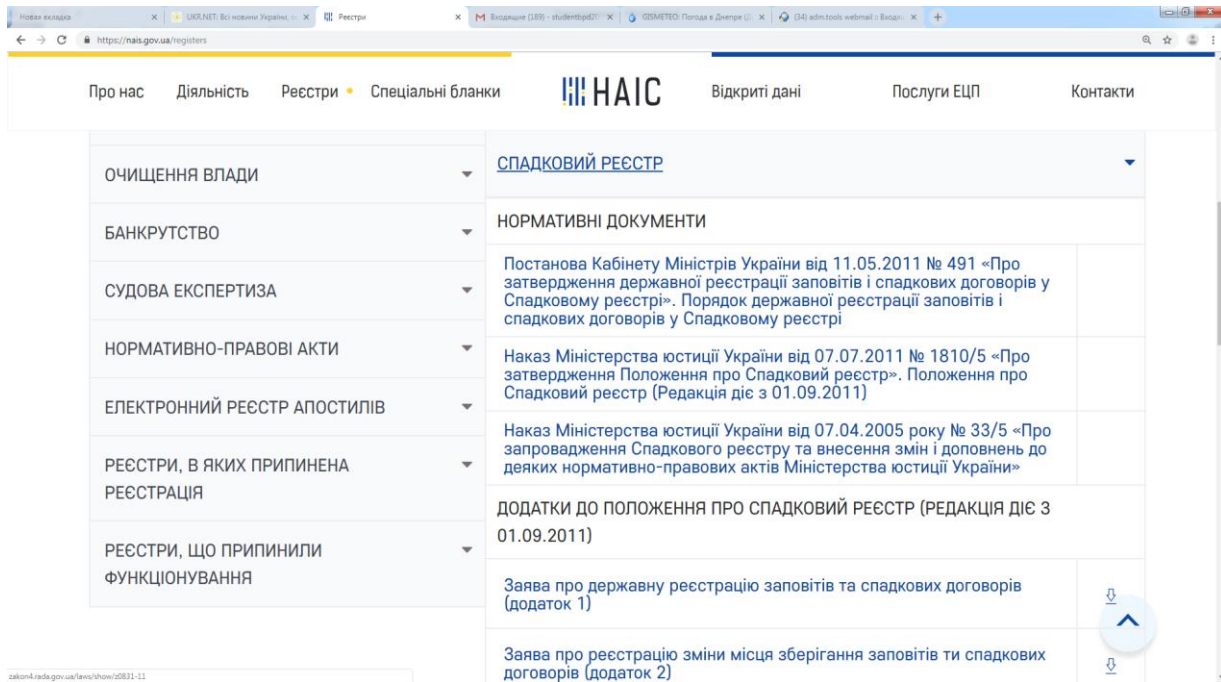 Новая вкладка
UKR.NET: Всі новини України,
Реєстри
Входящие (189) - studentbpd2
GISMETEO: Погода в Днепре (Д
(34) adm.tools webmail :: Входящ
https://nais.gov.ua/registers
Про нас Діяльність Реєстри Спеціальні бланки НАІС Відкриті дані Послуги ЕЦП Контакти
ОЧИЩЕННЯ ВЛАДИ
БАНКРУТСТВО
СУДОВА ЕКСПЕРТИЗА
НОРМАТИВНО-ПРАВОВІ АКТИ
ЕЛЕКТРОННИЙ РЕЄСТР АПОСТИЛІВ
РЕЄСТРИ, В ЯКИХ ПРИПИНЕНА
РЕЄСТРАЦІЯ
РЕЄСТРИ, ЩО ПРИПИНИЛИ
ФУНКЦІОНУВАННЯ
СПАДКОВИЙ РЕЄСТР
НОРМАТИВНІ ДОКУМЕНТИ
Постанова Кабінету Міністрів України від 11.05.2011 № 491 «Про
затвердження державної реєстрації заповітів і спадкових договорів у
Спадковому реєстрі». Порядок державної реєстрації заповітів і
спадкових договорів у Спадковому реєстрі
Наказ Міністерства юстиції України від 07.07.2011 № 1810/5 «Про
затвердження Положення про Спадковий реєстр». Положення про
Спадковий реєстр (Редакція діє з 01.09.2011)
Наказ Міністерства юстиції України від 07.04.2005 року № 33/5 «Про
запровадження Спадкового реєстру та внесення змін і доповнень до
деяких нормативно-правових актів Міністерства юстиції України»
ДОДАТКИ ДО ПОЛОЖЕННЯ ПРО СПАДКОВИЙ РЕЄСТР (РЕДАКЦІЯ ДІЄ З
01.09.2011)
Заява про державну реєстрацію заповітів та спадкових договорів
(додаток 1)
Заява про реєстрацію зміни місця зберігання заповітів ти спадкових
договорів (додаток 2)
zakon4.rada.gov.ua/laws/show/z0831-11